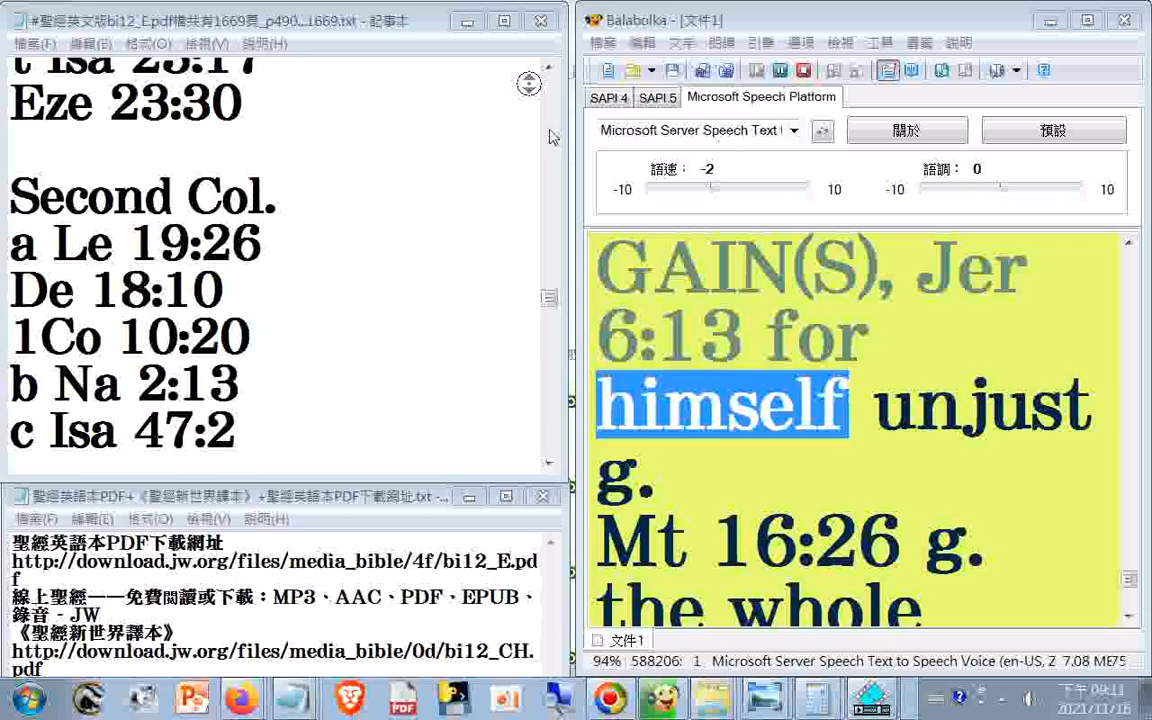 #聖經英文版bi12_E.pdf檔共有1669頁_p490...1669.txt - 記事本
檔案(F) 編輯(E) 格式(O) 檢視(V) 說明(H)
t Isa 23:17
Eze 23:30
Second Col.
a Le 19:26
De 18:10
1Co 10:20
b Na 2:13
c Isa 47:2
聖經英語本PDF+《聖經新世界譯本》+聖經英語本PDF下載網址.txt -...
檔案(F) 編輯(E) 格式(O) 檢視(V) 說明(H)
聖經英語本PDF下載網址
http://download.jw.org/files/media_bible/4f/bi12_E.pd
f
線上聖經——免費閱讀或下載：MP3、AAC、PDF、EPUB、
錄音 - JW
《聖經新世界譯本》
http://download.jw.org/files/media_bible/0d/bi12_CH.
pdf
Balabolka - [文件1]
檔案 編輯 文字 朗讀 引擎 選項 檢視 工具 書籤 說明
SAPI 4 SAPI 5 Microsoft Speech Platform
Microsoft Server Speech Text 關於 預設
語速： -2 語調： 0
-10 10 -10 10
GAIN(S), Jer
6:13 for
himself unjust
g.
Mt 16:26 g.
the whole
文件1
94% 588206: 1 Microsoft Server Speech Text to Speech Voice (en-US, Z 7.08 ME75
下午 09:11
2021/11/16